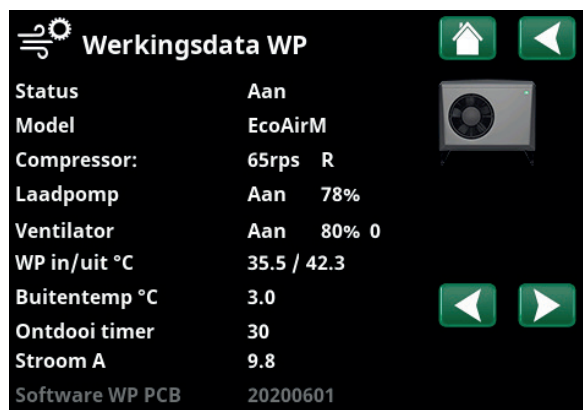 Werkingsdata WP
Status Aan
Model EcoAirM
Compressor: 65rps R
Laadpomp Aan 78%
Ventilator Aan 80% 0
WP in/uit °C 35.5 / 42.3
Buitentemp °C 3.0
Ontdooi timer 30
Stroom A 9.8
Software WP PCB 20200601